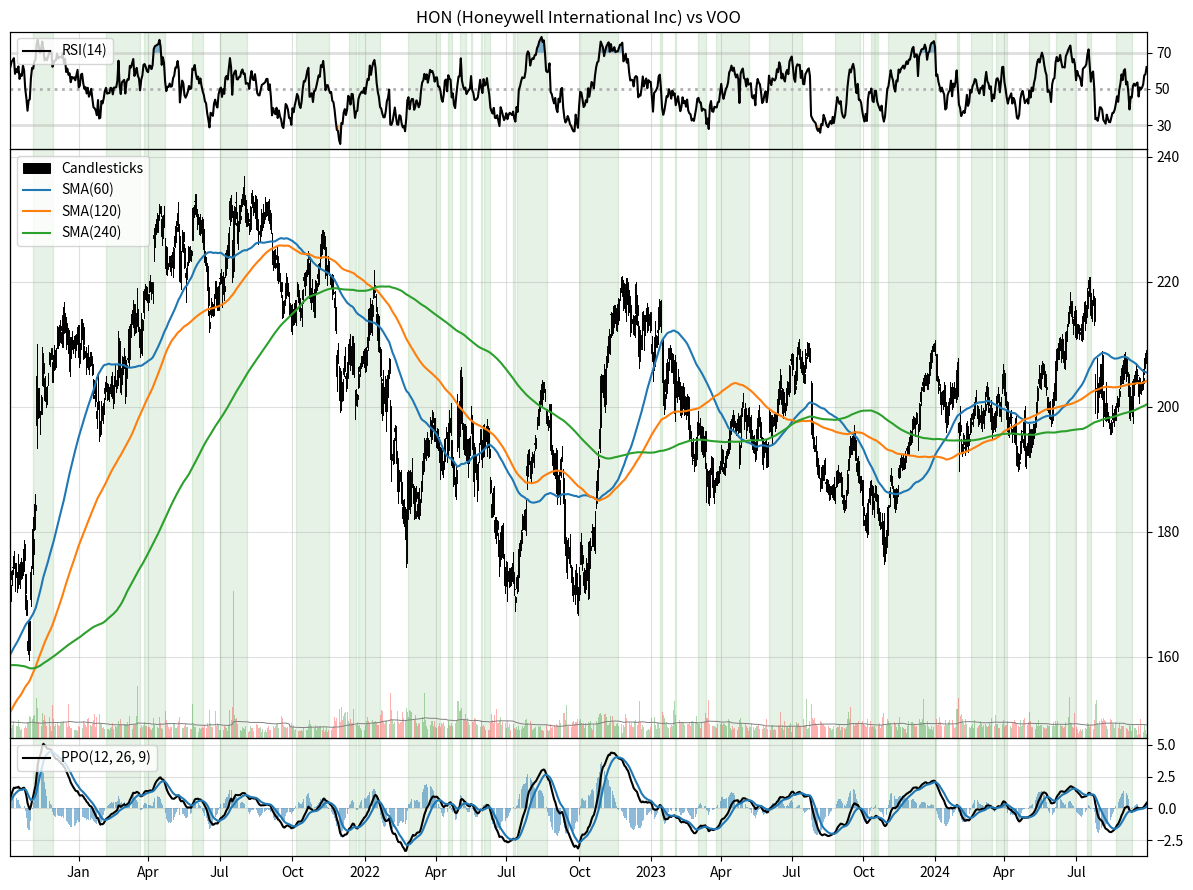 HON (Honeywell International Inc) vs VOO
RSI(14)
70
50
30
Candlesticks
SMA(60)
SMA(120)
SMA(240)
240
220
200
180
160
PPO(12, 26, 9)
5.0
2.5
0.0
−2.5
Jan Apr Jul Oct 2022 Apr Jul Oct 2023 Apr Jul Oct 2024 Apr Jul